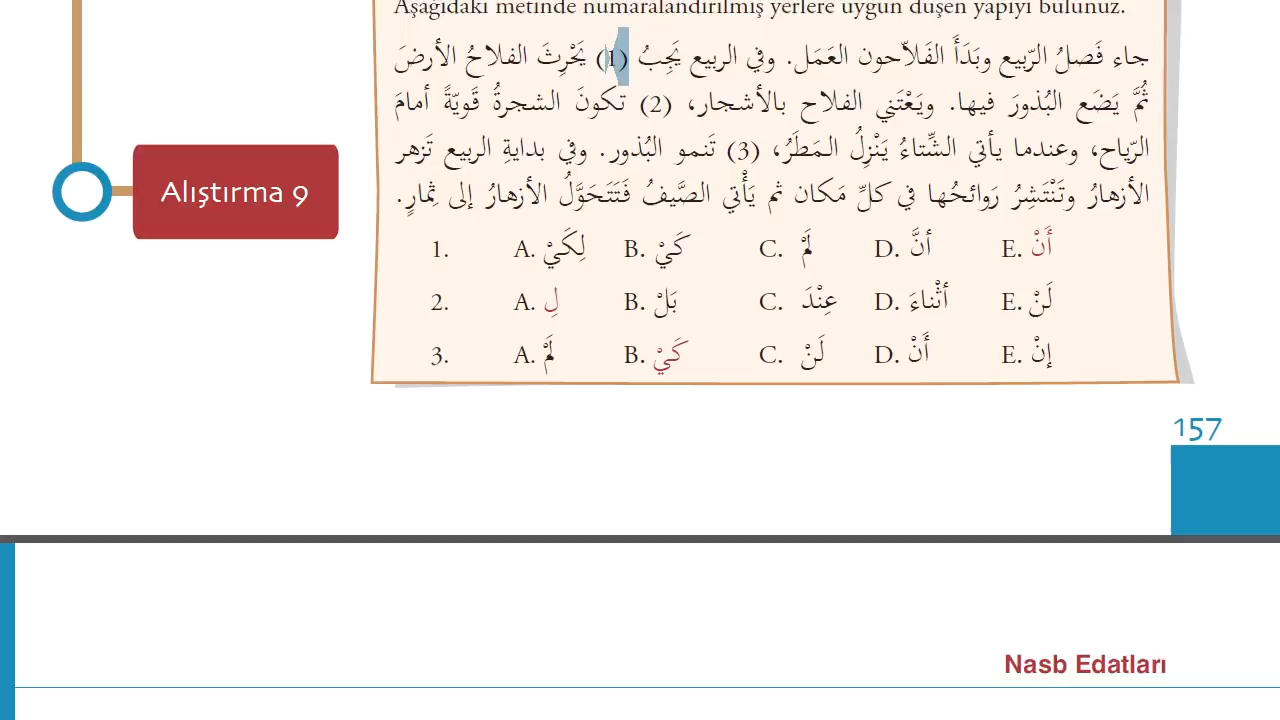 Aşağıdaki metinde numaralandırılmış yerlere uygun düşen yapıyı bulunuz.
جاء فَصلُ الرّبيع وبَدَأَ الفَلاّحون العَمَل. وفي الربيع يَجِبُ (1) يَحْرِثَ الفلاحُ الأرضَ
ثُمَّ يَضَع البُذورَ فيها. ويَعْتَني الفلاح بالأشجار، (2) تكونَ الشجرةُ قَويّةً أمامَ
الرّياح، وعندما يأتي الشِّتاءُ يَنْزِلُ المَطَرُ، (3) تَنمو البُذور. وفي بدايةِ الربيع تَزهر
الأزهارُ وتَنْتَشِرُ رَوائحُها في كلِّ مَكان ثم يَأْتي الصَّيفُ فَتَتَحَوَّلُ الأزهارُ إلى ثِمارٍ.
Alıştırma 9
1. A. لِكَيْ B. كَيْ C. لَمْ D. أنَّ E. أَنْ
2. A. لِ B. بَلْ C. عِنْدَ D. أثْناءَ E. لَنْ
3. A. لَمْ B. كَيْ C. لَنْ D. أَنْ E. إنْ
157
Nasb Edatları